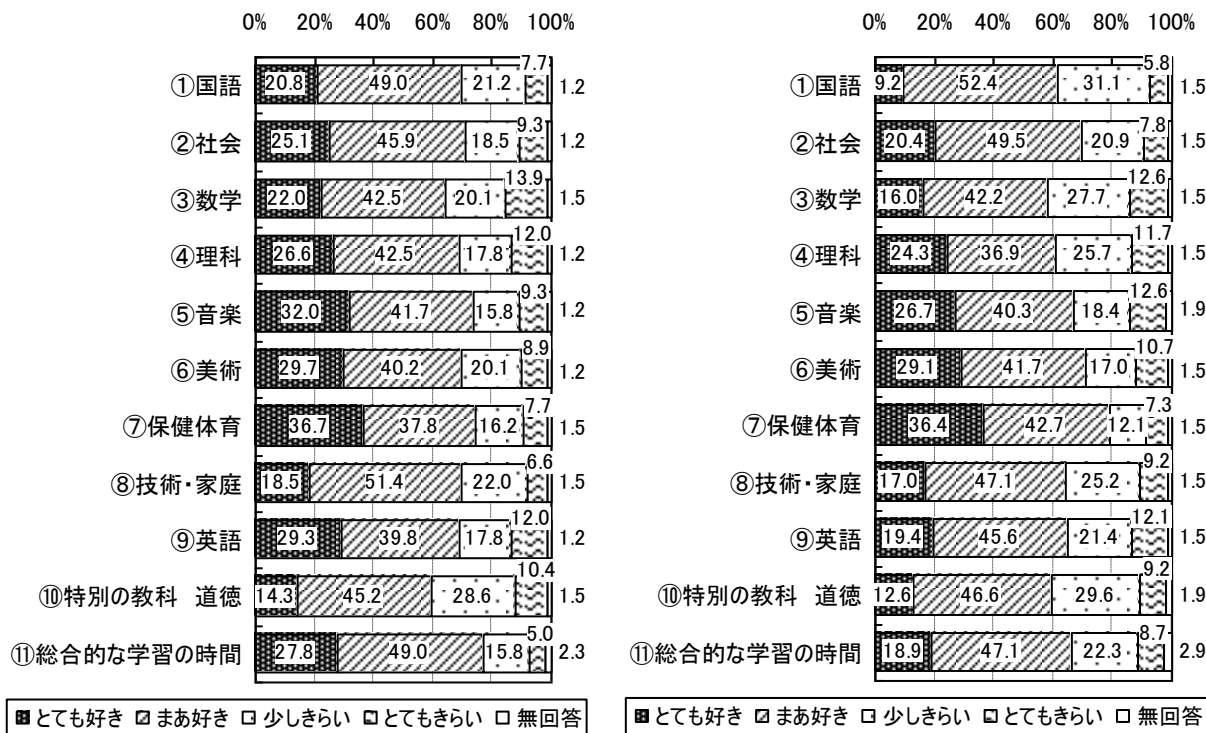 0% 20% 40% 60% 80% 100%
①国語 20.8 49.0 21.2 7.7 1.2
②社会 25.1 45.9 18.5 9.3 1.2
③数学 22.0 42.5 20.1 13.9 1.5
④理科 26.6 42.5 17.8 12.0 1.2
⑤音楽 32.0 41.7 15.8 9.3 1.2
⑥美術 29.7 40.2 20.1 8.9 1.2
⑦保健体育 36.7 37.8 16.2 7.7 1.5
⑧技術・家庭 18.5 51.4 22.0 6.6 1.5
⑨英語 29.3 39.8 17.8 12.0 1.2
⑩特別の教科 道徳 14.3 45.2 28.6 10.4 1.5
⑪総合的な学習の時間 27.8 49.0 15.8 5.0 2.3
とても好き まあ好き 少しきらい とてもきらい 無回答
0% 20% 40% 60% 80% 100%
①国語 9.2 52.4 31.1 5.8 1.5
②社会 20.4 49.5 20.9 7.8 1.5
③数学 16.0 42.2 27.7 12.6 1.5
④理科 24.3 36.9 25.7 11.7 1.5
⑤音楽 26.7 40.3 18.4 12.6 1.9
⑥美術 29.1 41.7 17.0 10.7 1.5
⑦保健体育 36.4 42.7 12.1 7.3 1.5
⑧技術・家庭 17.0 47.1 25.2 9.2 1.5
⑨英語 19.4 45.6 21.4 12.1 1.5
⑩特別の教科 道徳 12.6 46.6 29.6 9.2 1.9
⑪総合的な学習の時間 18.9 47.1 22.3 8.7 2.9
とても好き まあ好き 少しきらい とてもきらい 無回答